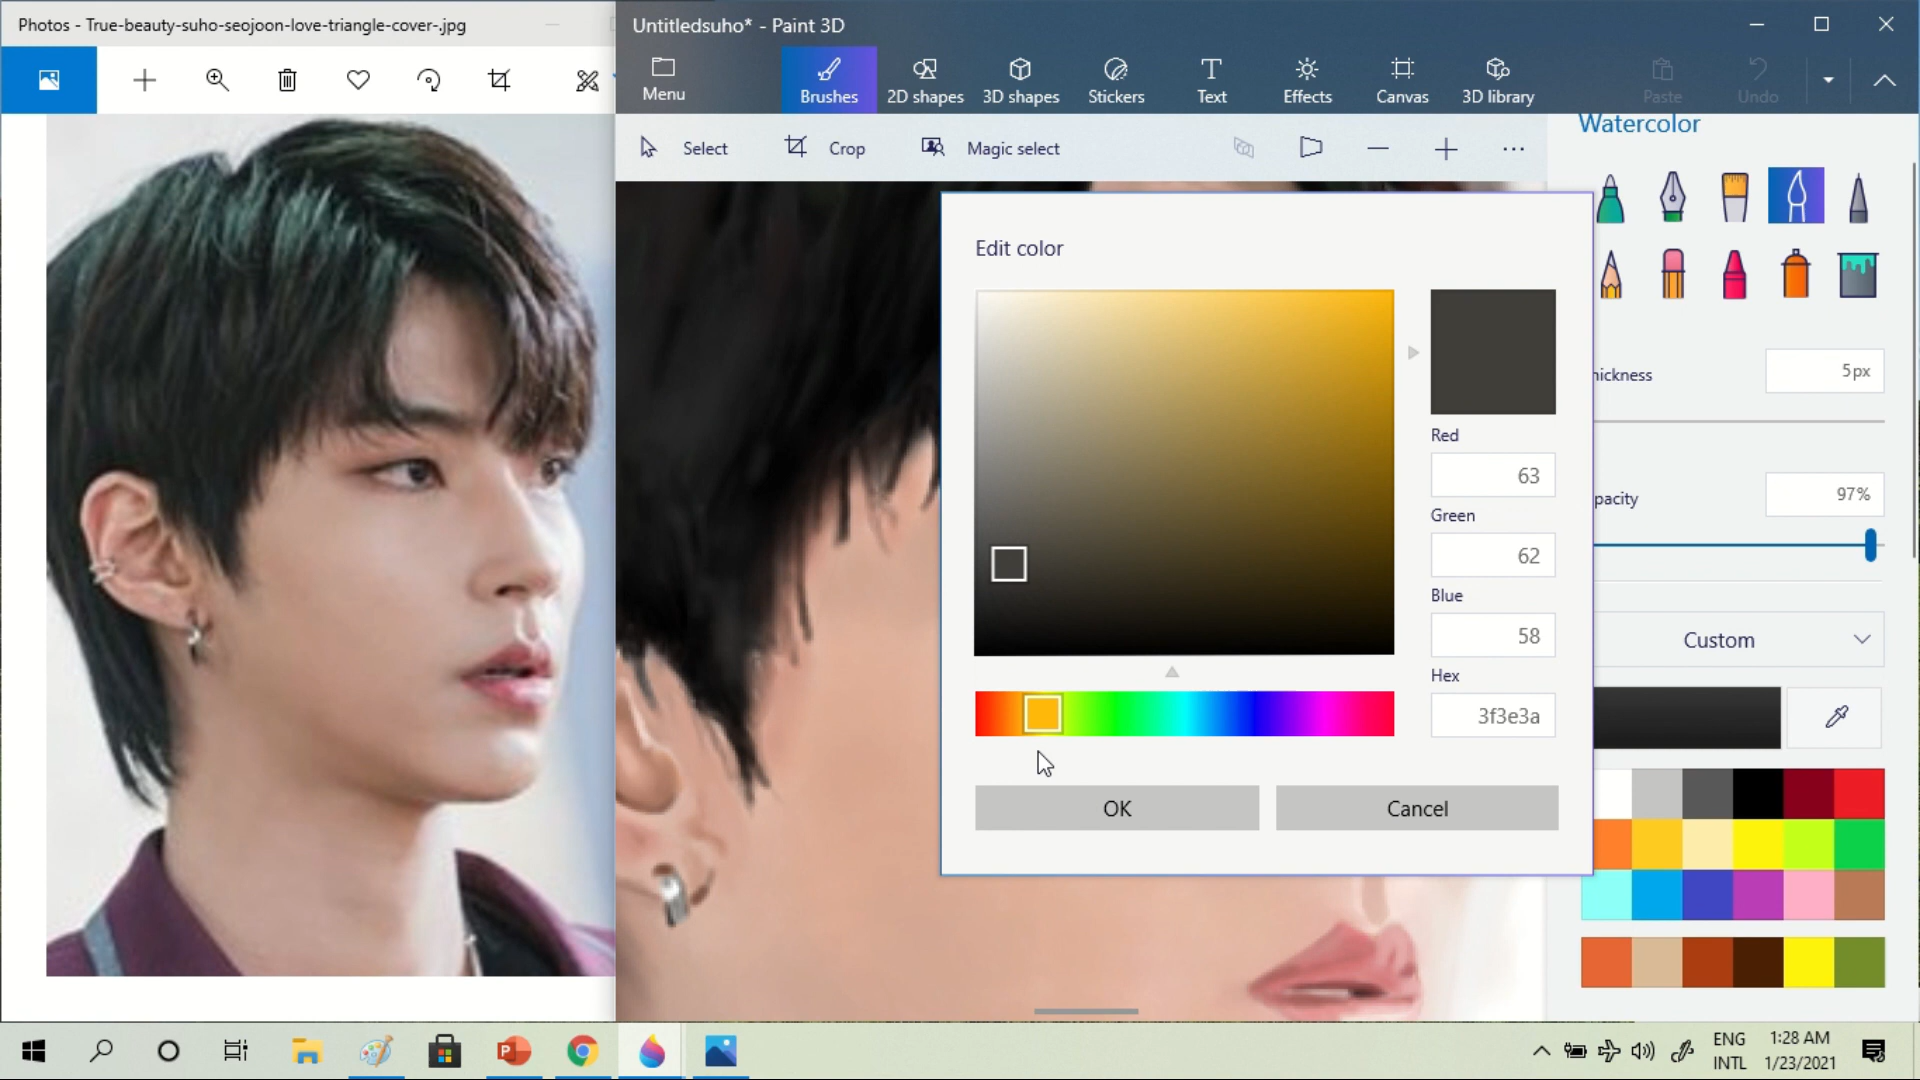 Photos - True-beauty-suho-seojoon-love-triangle-cover-.jpg
Untitledsuho* - Paint 3D
Menu
Brushes
2D shapes
3D shapes
Stickers
Text
Effects
Canvas
3D library
Paste
Undo
Select
Crop
Magic select
Watercolor
Edit color
Red
63
Green
62
Blue
58
Hex
3f3e3a
OK
Cancel
hickness
5px
pacity
97%
Custom
ENG
INTL
1:28 AM
1/23/2021